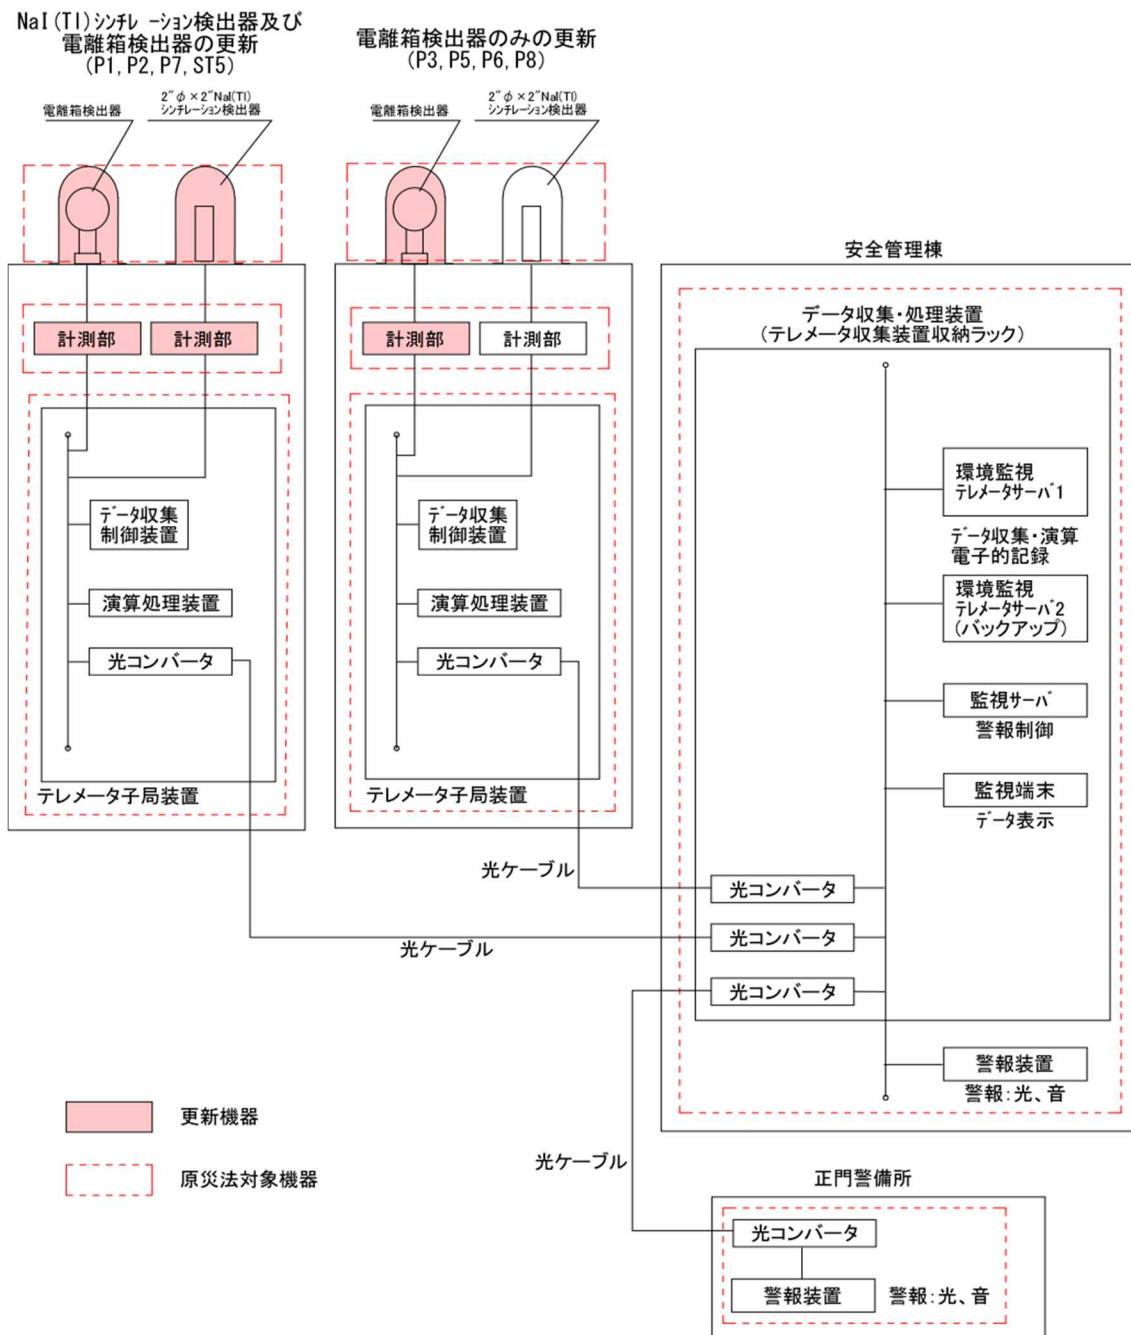 NaI(Tl)シンチレーション検出器及び
電離箱検出器の更新
(P1, P2, P7, ST5)
電離箱検出器
2″φ×2″NaI(Tl)
シンチレーション検出器
計測部
計測部
データ収集
制御装置
演算処理装置
光コンバータ
テレメータ子局装置
電離箱検出器のみの更新
(P3, P5, P6, P8)
電離箱検出器
2″φ×2″NaI(Tl)
シンチレーション検出器
計測部
計測部
データ収集
制御装置
演算処理装置
光コンバータ
テレメータ子局装置
光ケーブル
光ケーブル
安全管理棟
データ収集・処理装置
(テレメータ収集装置収納ラック)
環境監視
テレメータサーバ1
データ収集・演算
電子的記録
環境監視
テレメータサーバ2
(バックアップ)
監視サーバ
警報制御
監視端末
データ表示
光コンバータ
光コンバータ
光コンバータ
警報装置
警報:光、音
光ケーブル
正門警備所
光コンバータ
警報装置
警報:光、音
更新機器
原災法対象機器